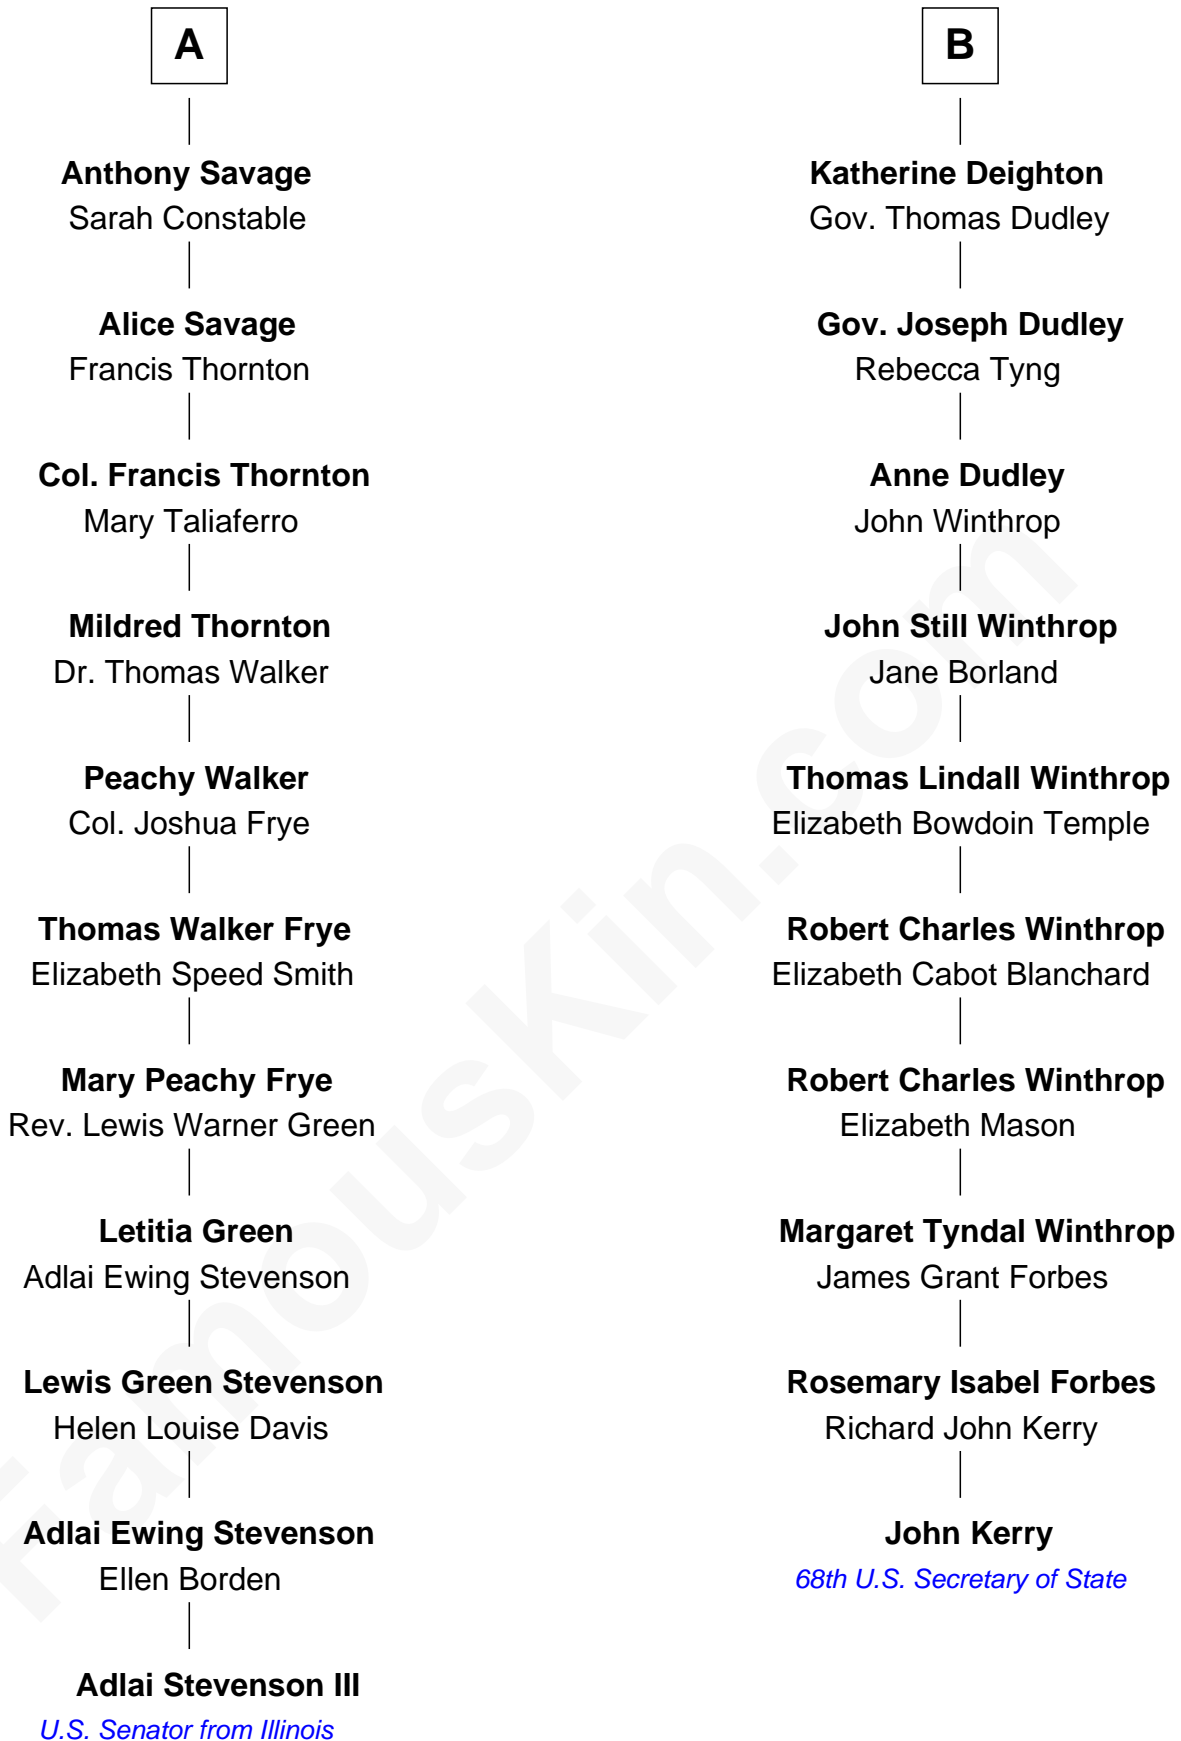 A
Anthony Savage
Sarah Constable
Alice Savage
Francis Thornton
Col. Francis Thornton
Mary Taliaferro
Mildred Thornton
Dr. Thomas Walker
Peachy Walker
Col. Joshua Frye
Thomas Walker Frye
Elizabeth Speed Smith
Mary Peachy Frye
Rev. Lewis Warner Green
Letitia Green
Adlai Ewing Stevenson
Lewis Green Stevenson
Helen Louise Davis
Adlai Ewing Stevenson
Ellen Borden
Adlai Stevenson III
U.S. Senator from Illinois
B
Katherine Deighton
Gov. Thomas Dudley
Gov. Joseph Dudley
Rebecca Tyng
Anne Dudley
John Winthrop
John Still Winthrop
Jane Borland
Thomas Lindall Winthrop
Elizabeth Bowdoin Temple
Robert Charles Winthrop
Elizabeth Cabot Blanchard
Robert Charles Winthrop
Elizabeth Mason
Margaret Tyndal Winthrop
James Grant Forbes
Rosemary Isabel Forbes
Richard John Kerry
John Kerry
68th U.S. Secretary of State
FamousKin.com